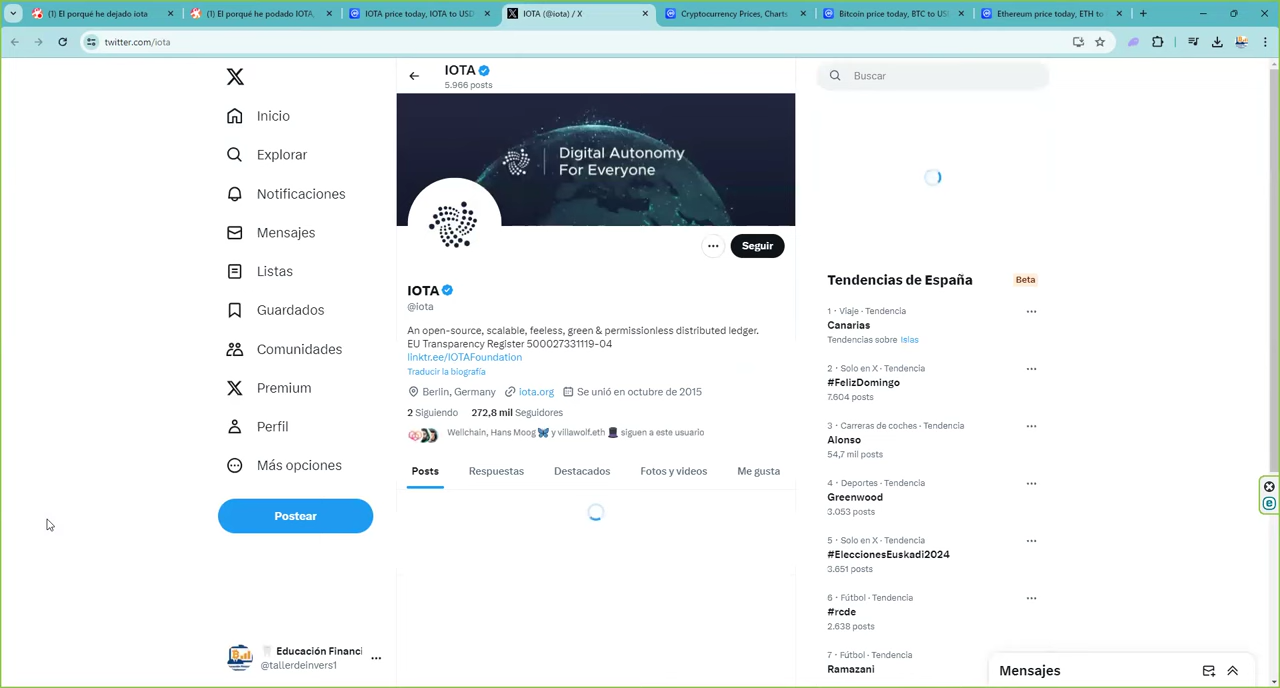 (1) El porqué he dejado iota
(1) El porqué he podado IOTA,
IOTA price today, IOTA to USD
IOTA (@iota) / X
Cryptocurrency Prices, Charts
Bitcoin price today, BTC to US
Ethereum price today, ETH to
twitter.com/iota
Inicio
Explorar
Notificaciones
Mensajes
Listas
Guardados
Comunidades
Premium
Perfil
Más opciones
Postear
Educación Financi
@tallerdeinvers1
IOTA
5.966 posts
Digital Autonomy
For Everyone
Seguir
IOTA
@iota
An open-source, scalable, feeless, green & permissionless distributed ledger.
EU Transparency Register 500027331119-04
linktr.ee/IOTAFoundation
Traducir la biografía
Berlin, Germany iota.org Se unió en octubre de 2015
2 Siguiendo 272,8 mil Seguidores
Wellchain, Hans Moog 🦋 y villawolf.eth 🎩 siguen a este usuario
Posts Respuestas Destacados Fotos y videos Me gusta
Buscar
Tendencias de España Beta
1 · Viaje · Tendencia
Canarias
Tendencias sobre Islas
2 · Solo en X · Tendencia
#FelizDomingo
7.604 posts
3 · Carreras de coches · Tendencia
Alonso
54,7 mil posts
4 · Deportes · Tendencia
Greenwood
3.053 posts
5 · Solo en X · Tendencia
#EleccionesEuskadi2024
3.651 posts
6 · Fútbol · Tendencia
#rcde
2.638 posts
7 · Fútbol · Tendencia
Ramazani
Mensajes